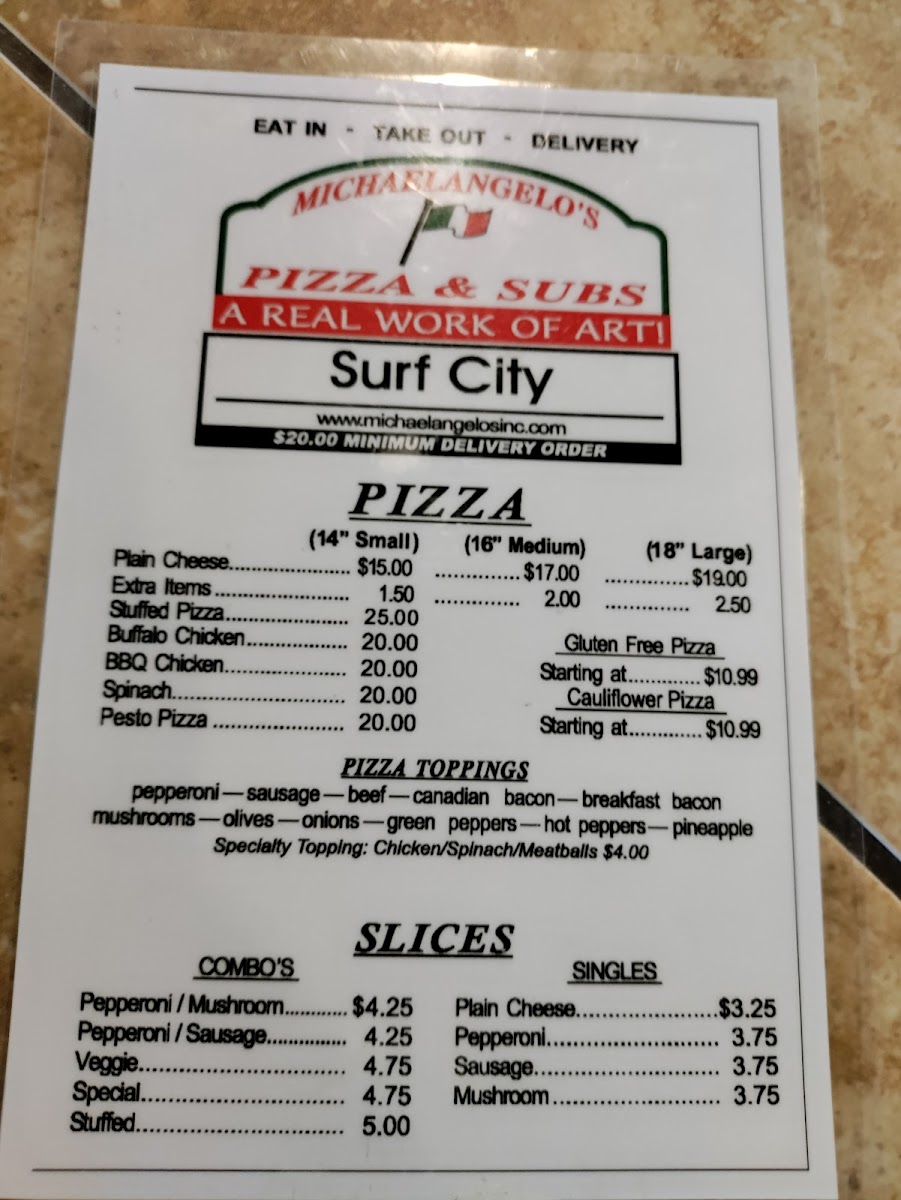 EAT IN - TAKE OUT - DELIVERY
MICHAELANGELO'S
PIZZA & SUBS
A REAL WORK OF ART!
Surf City
www.michaelangelosinc.com
$20.00 MINIMUM DELIVERY ORDER
PIZZA
(14" Small) (16" Medium) (18" Large)
Plain Cheese..................... $15.00 ............... $17.00 ............... $19.00
Extra Items ........................ 1.50 ............... 2.00 ............... 2.50
Stuffed Pizza...................... 25.00
Buffalo Chicken.................. 20.00
BBQ Chicken...................... 20.00
Spinach............................... 20.00
Pesto Pizza ........................ 20.00
Gluten Free Pizza
Starting at............. $10.99
Cauliflower Pizza
Starting at............. $10.99
PIZZA TOPPINGS
pepperoni — sausage — beef — canadian bacon — breakfast bacon
mushrooms — olives — onions — green peppers — hot peppers — pineapple
Specialty Topping: Chicken/Spinach/Meatballs $4.00
SLICES
COMBO'S
Pepperoni / Mushroom............ $4.25
Pepperoni / Sausage............... 4.25
Veggie.................................... 4.75
Special.................................... 4.75
Stuffed..................................... 5.00
SINGLES
Plain Cheese.......................$3.25
Pepperoni............................ 3.75
Sausage.............................. 3.75
Mushroom........................... 3.75